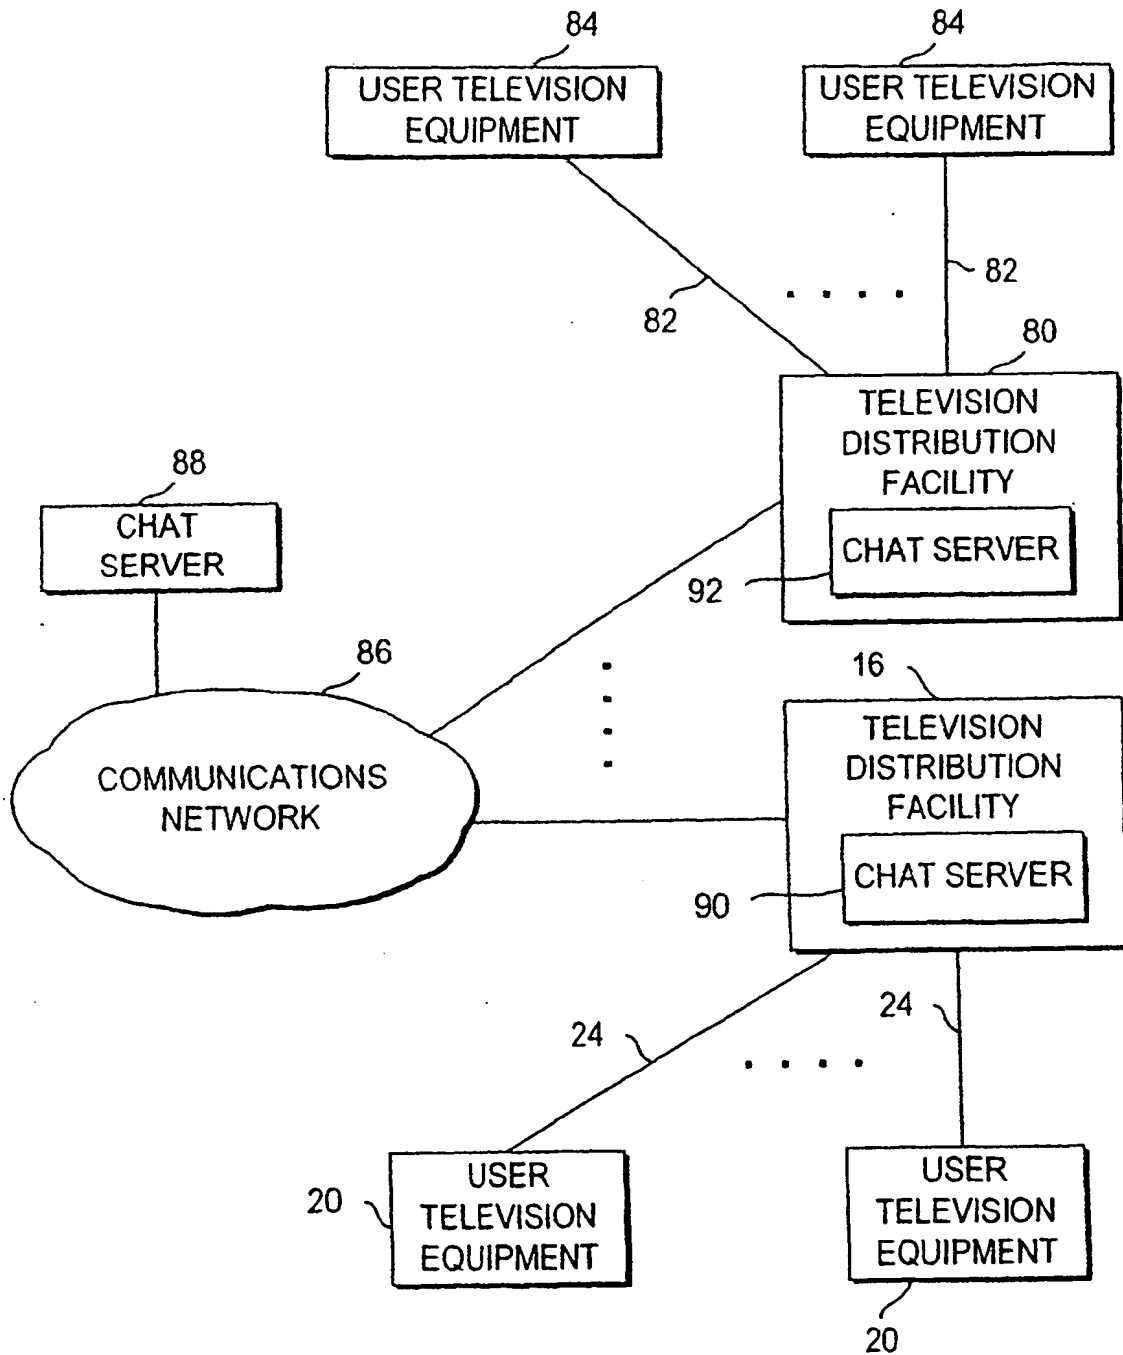 84
USER TELEVISION
EQUIPMENT
84
USER TELEVISION
EQUIPMENT
82
82
80
TELEVISION
DISTRIBUTION
FACILITY
CHAT SERVER
92
88
CHAT
SERVER
86
COMMUNICATIONS
NETWORK
16
TELEVISION
DISTRIBUTION
FACILITY
CHAT SERVER
90
24
24
20
USER
TELEVISION
EQUIPMENT
USER
TELEVISION
EQUIPMENT
20